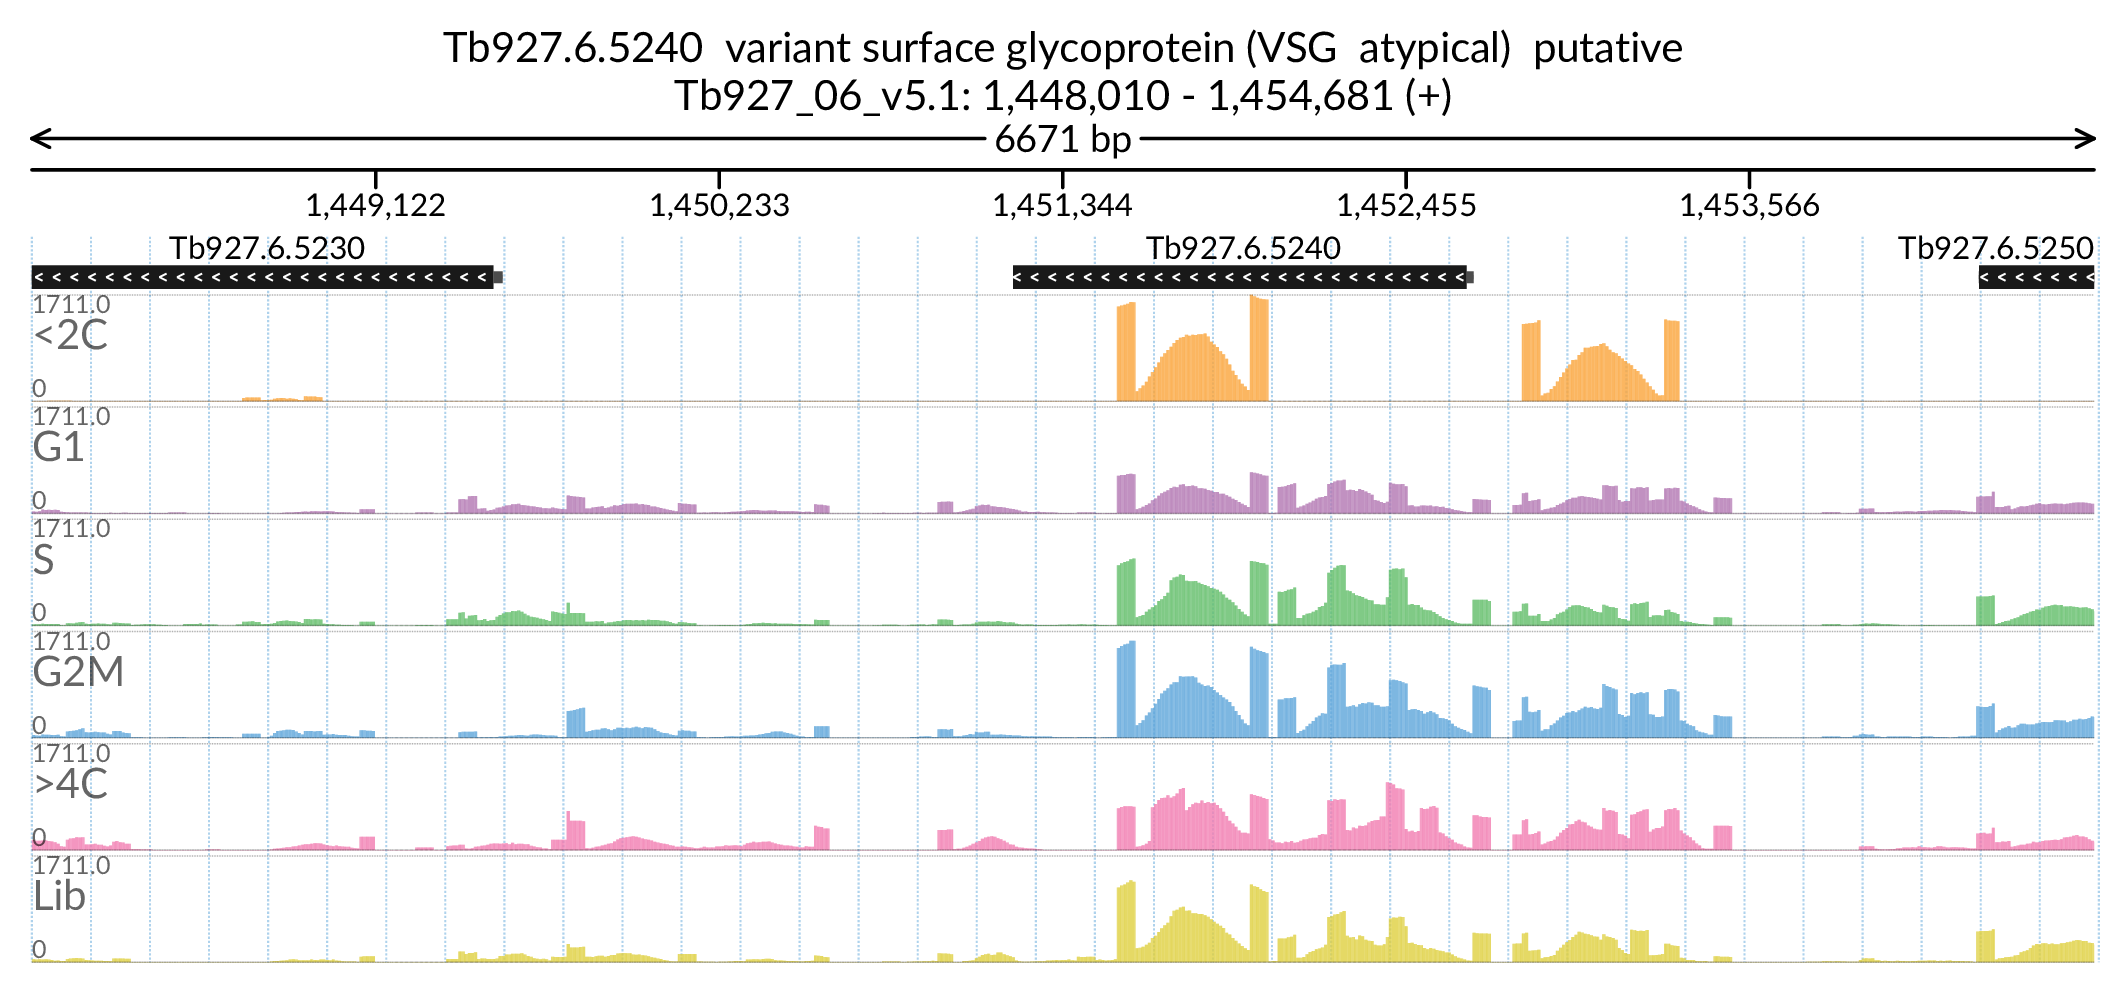 Tb927.6.5240 variant surface glycoprotein (VSG atypical) putative
Tb927_06_v5.1: 1,448,010 - 1,454,681 (+)
6671 bp
1,449,122 1,450,233 1,451,344 1,452,455 1,453,566
Tb927.6.5230 Tb927.6.5240 Tb927.6.5250
1711.0
<2C
0
1711.0
G1
0
1711.0
S
0
1711.0
G2M
0
1711.0
>4C
0
1711.0
Lib
0